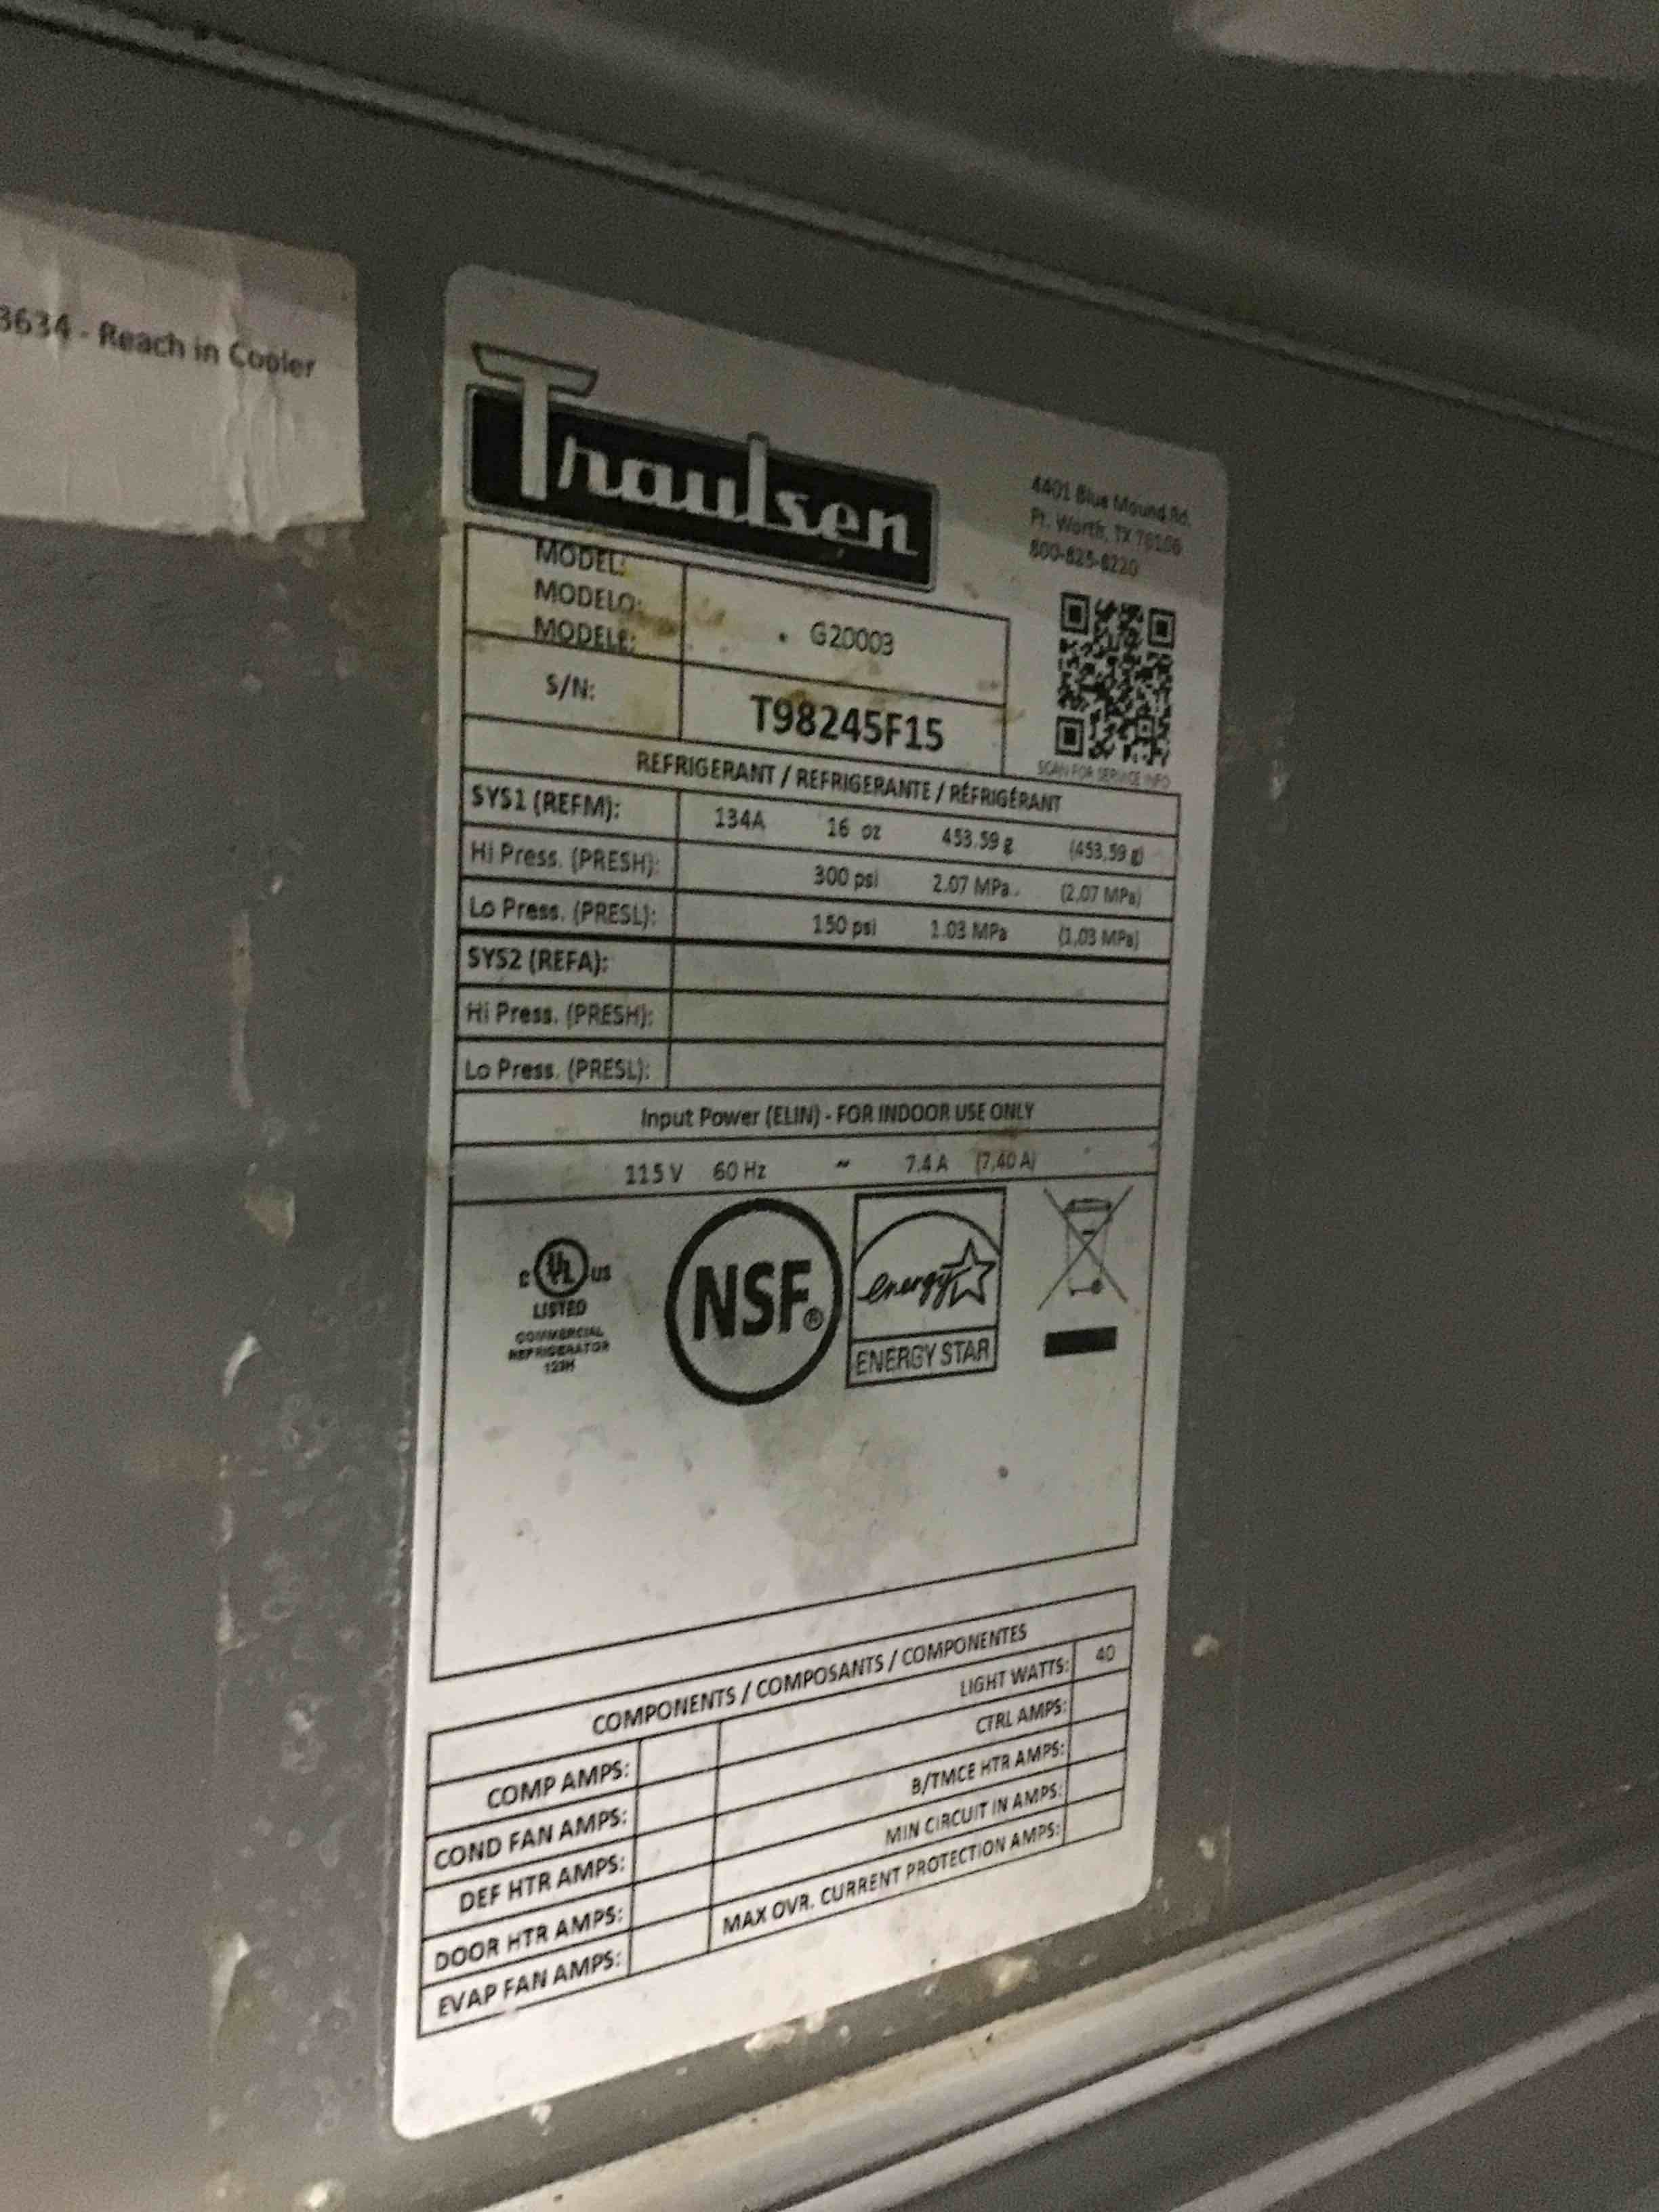 3634 - Reach in Cooler
Traulsen
4401 Blue Mound Rd.
Ft. Worth, TX 76106
800-825-8220
MODEL:
MODELO:
MODELE:
G20003
S/N:
T98245F15
SCAN FOR SERVICE INFO
REFRIGERANT / REFRIGERANTE / RÉFRIGÉRANT
SYS1 (REFM): 134A 16 oz 453.59 g (453,59 g)
Hi Press. (PRESH): 300 psi 2.07 MPa. (2,07 MPa)
Lo Press. (PRESL): 150 psi 1.03 MPa (1,03 MPa)
SYS2 (REFA):
Hi Press. (PRESH):
Lo Press. (PRESL):
Input Power (ELIN) - FOR INDOOR USE ONLY
115 V 60 Hz ~ 7.4 A (7,40 A)
C UL US
LISTED
COMMERCIAL
REFRIGERATOR
123H
NSF®
energy
ENERGY STAR
COMPONENTS / COMPOSANTS / COMPONENTES
COMP AMPS: LIGHT WATTS: 40
COND FAN AMPS: CTRL AMPS:
DEF HTR AMPS: B/TMCE HTR AMPS:
DOOR HTR AMPS: MIN CIRCUIT IN AMPS:
EVAP FAN AMPS: MAX OVR. CURRENT PROTECTION AMPS: